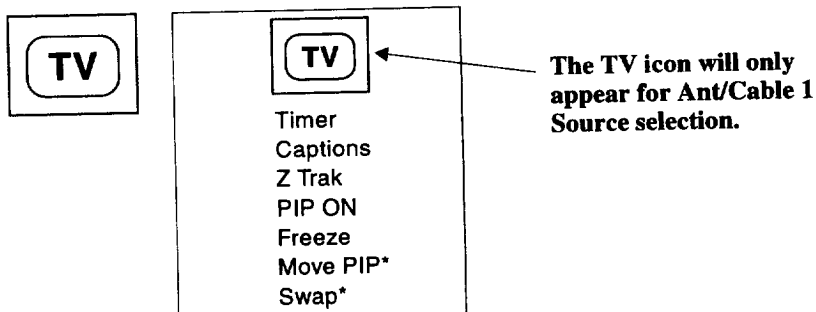 TV
TV
The TV icon will only
appear for Ant/Cable 1
Source selection.
Timer
Captions
Z Trak
PIP ON
Freeze
Move PIP*
Swap*